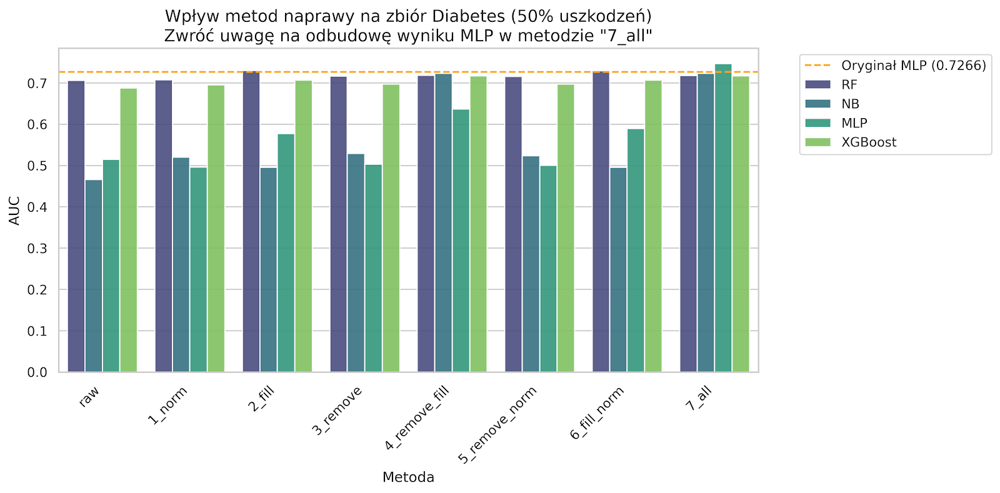 Wpływ metod naprawy na zbiór Diabetes (50% uszkodzeń)
Zwróć uwagę na odbudowę wyniku MLP w metodzie "7_all"
Oryginał MLP (0.7266)
RF
NB
MLP
XGBoost
AUC
0.7
0.6
0.5
0.4
0.3
0.2
0.1
0.0
raw
1_norm
2_fill
3_remove
4_remove_fill
5_remove_norm
6_fill_norm
7_all
Metoda